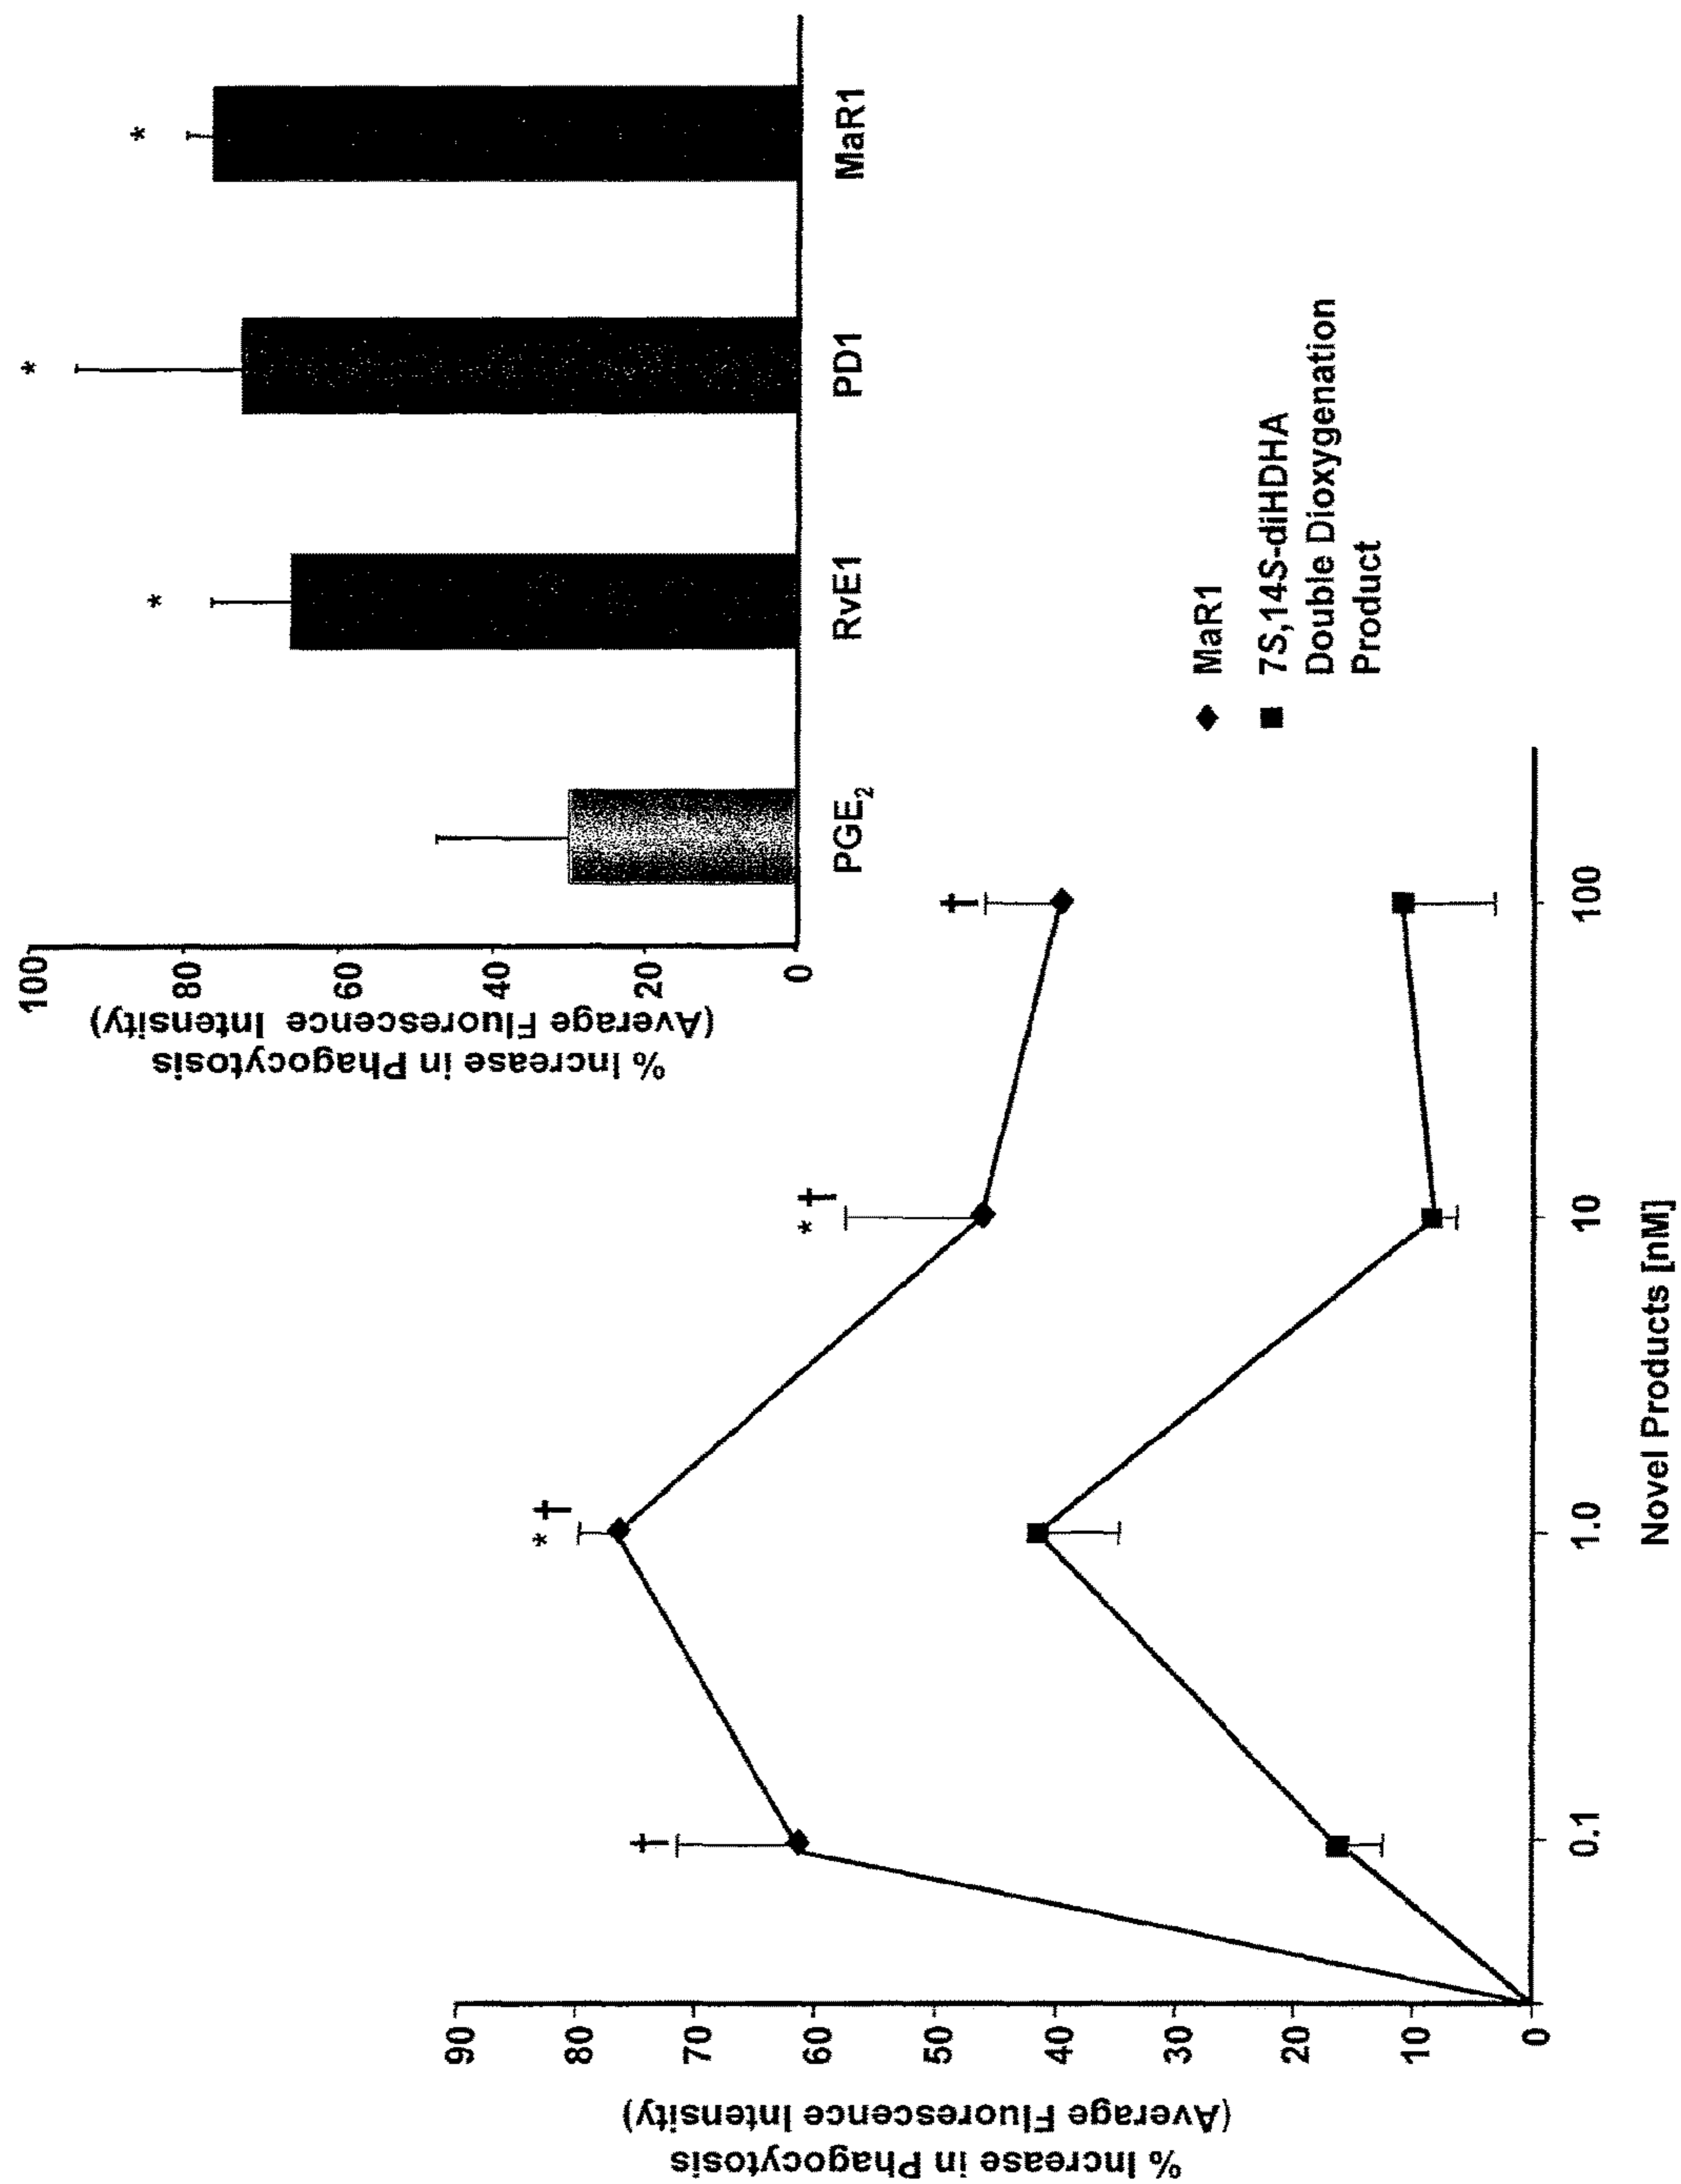 % Increase in Phagocytosis
(Average Fluorescence Intensity)
100
80
60
40
20
0
*
*
*
PGE2
RvE1
PD1
MaR1
% Increase in Phagocytosis
(Average Fluorescence Intensity)
90
80
70
60
50
40
30
20
10
0
†
*†
*†
†
0.1
1.0
10
100
Novel Products [nM]
MaR1
7S,14S-diHDHA
Double Dioxygenation
Product